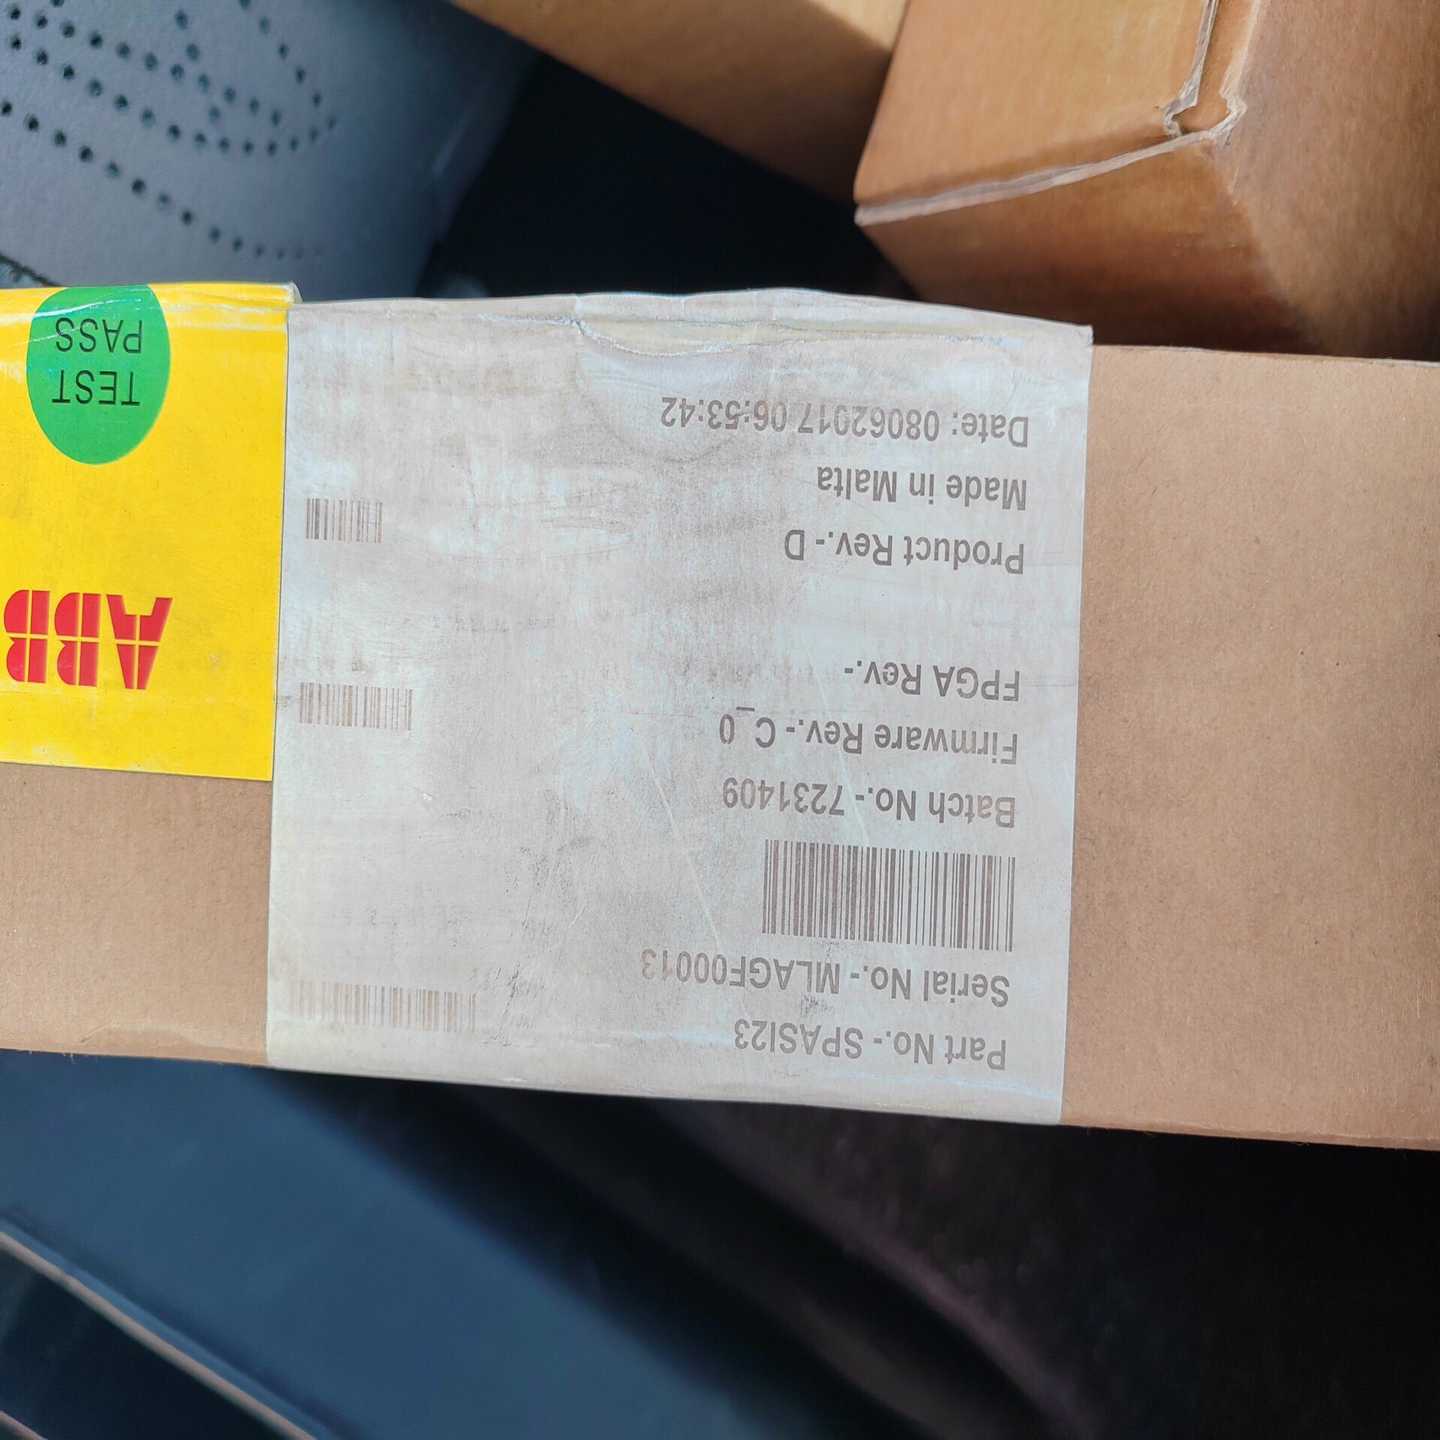 Part No.- SPASI23
Serial No.- MLAGF00013
Batch No.- 7231409
Firmware Rev.- C_0
FPGA Rev.-
Product Rev.- D
Made in Malta
Date: 08062017 06:53:42
ABB
TEST
PASS